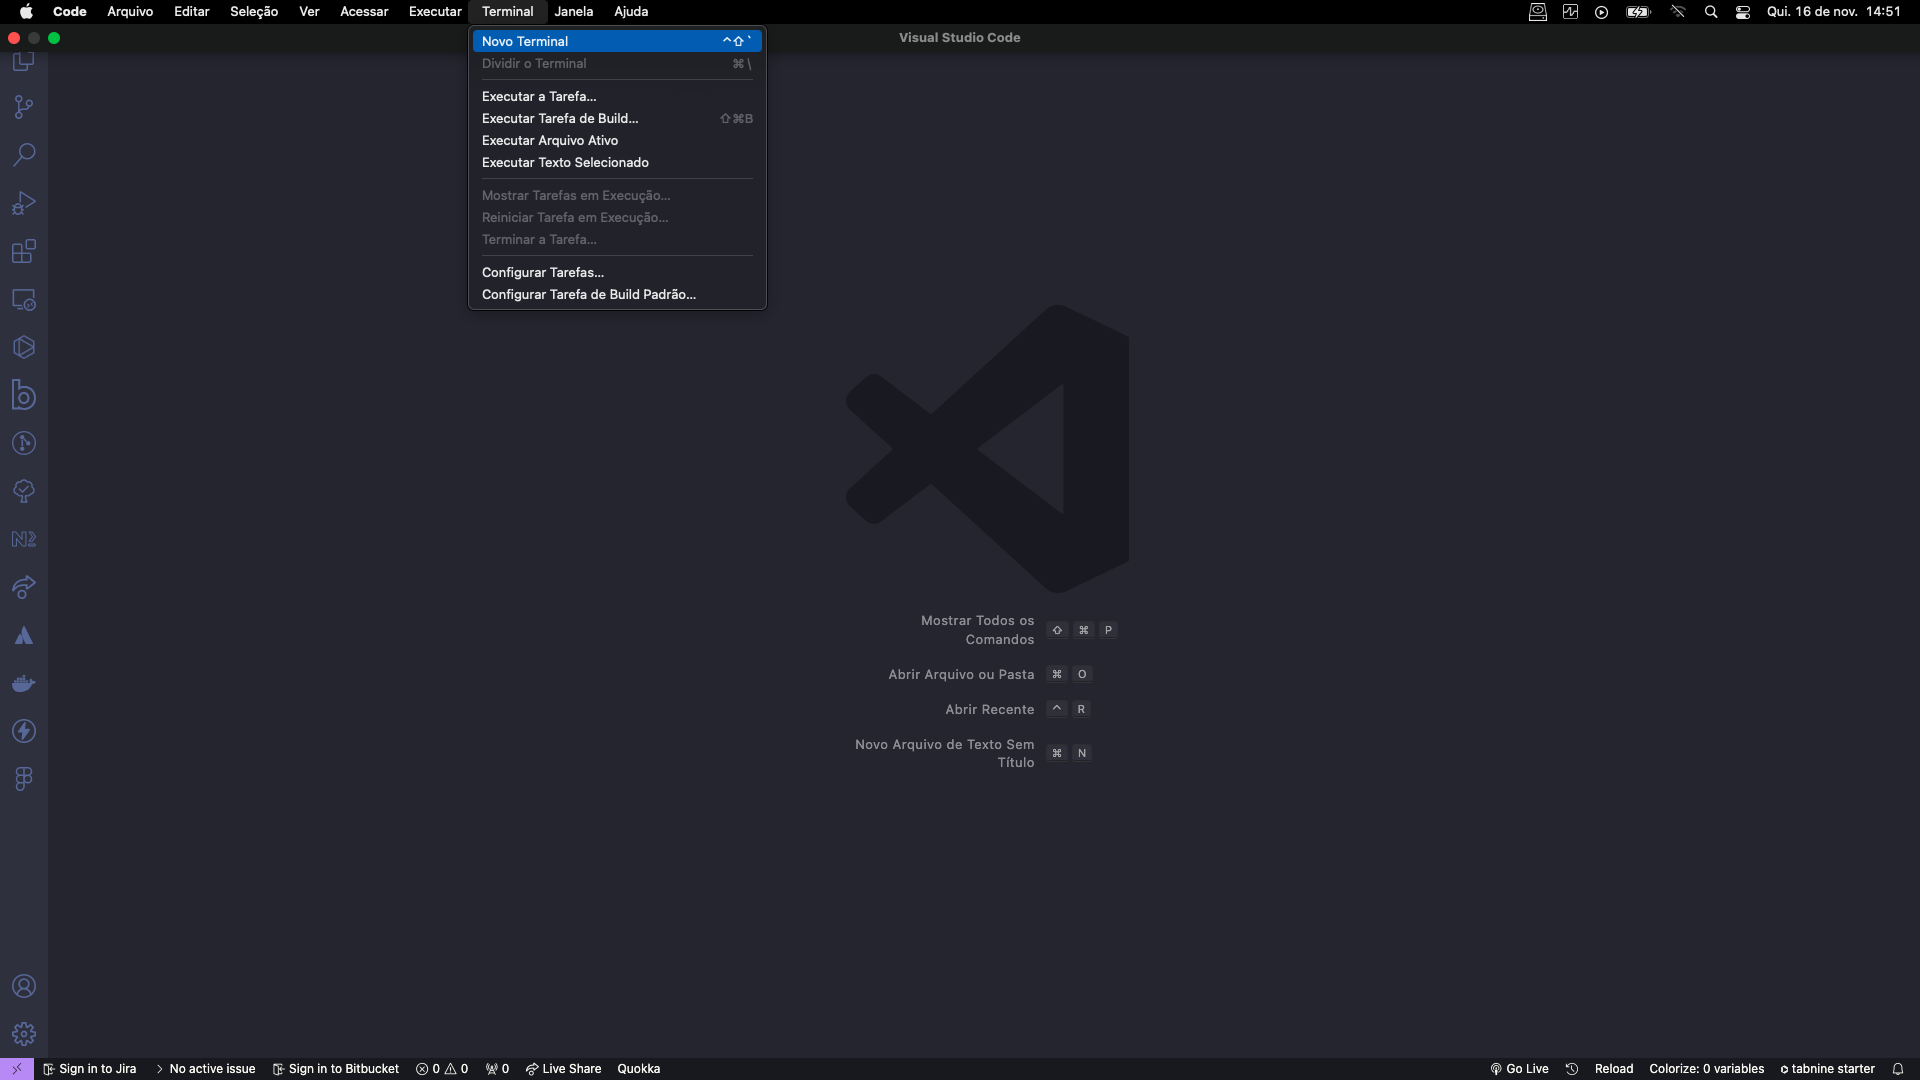 Code Arquivo Editar Seleção Ver Acessar Executar Terminal Janela Ajuda Qui. 16 de nov. 14:51
Visual Studio Code
Novo Terminal ^⇧`
Dividir o Terminal ⌘\
Executar a Tarefa...
Executar Tarefa de Build... ⇧⌘B
Executar Arquivo Ativo
Executar Texto Selecionado
Mostrar Tarefas em Execução...
Reiniciar Tarefa em Execução...
Terminar a Tarefa...
Configurar Tarefas...
Configurar Tarefa de Build Padrão...
Mostrar Todos os
Comandos ⇧ ⌘ P
Abrir Arquivo ou Pasta ⌘ O
Abrir Recente ^ R
Novo Arquivo de Texto Sem
Título ⌘ N
Sign in to Jira No active issue Sign in to Bitbucket 0 0 0 Live Share Quokka Go Live Reload Colorize: 0 variables tabnine starter